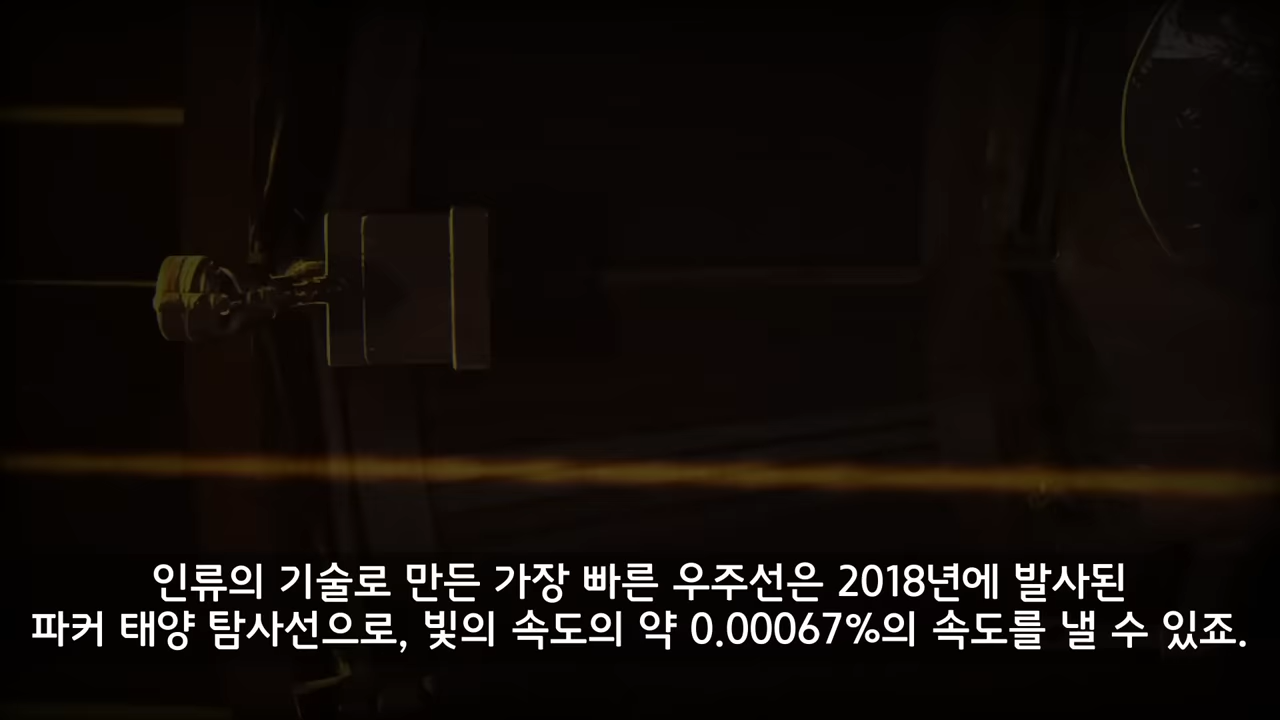 인류의 기술로 만든 가장 빠른 우주선은 2018년에 발사된
파커 태양 탐사선으로, 빛의 속도의 약 0.00067%의 속도를 낼 수 있죠.